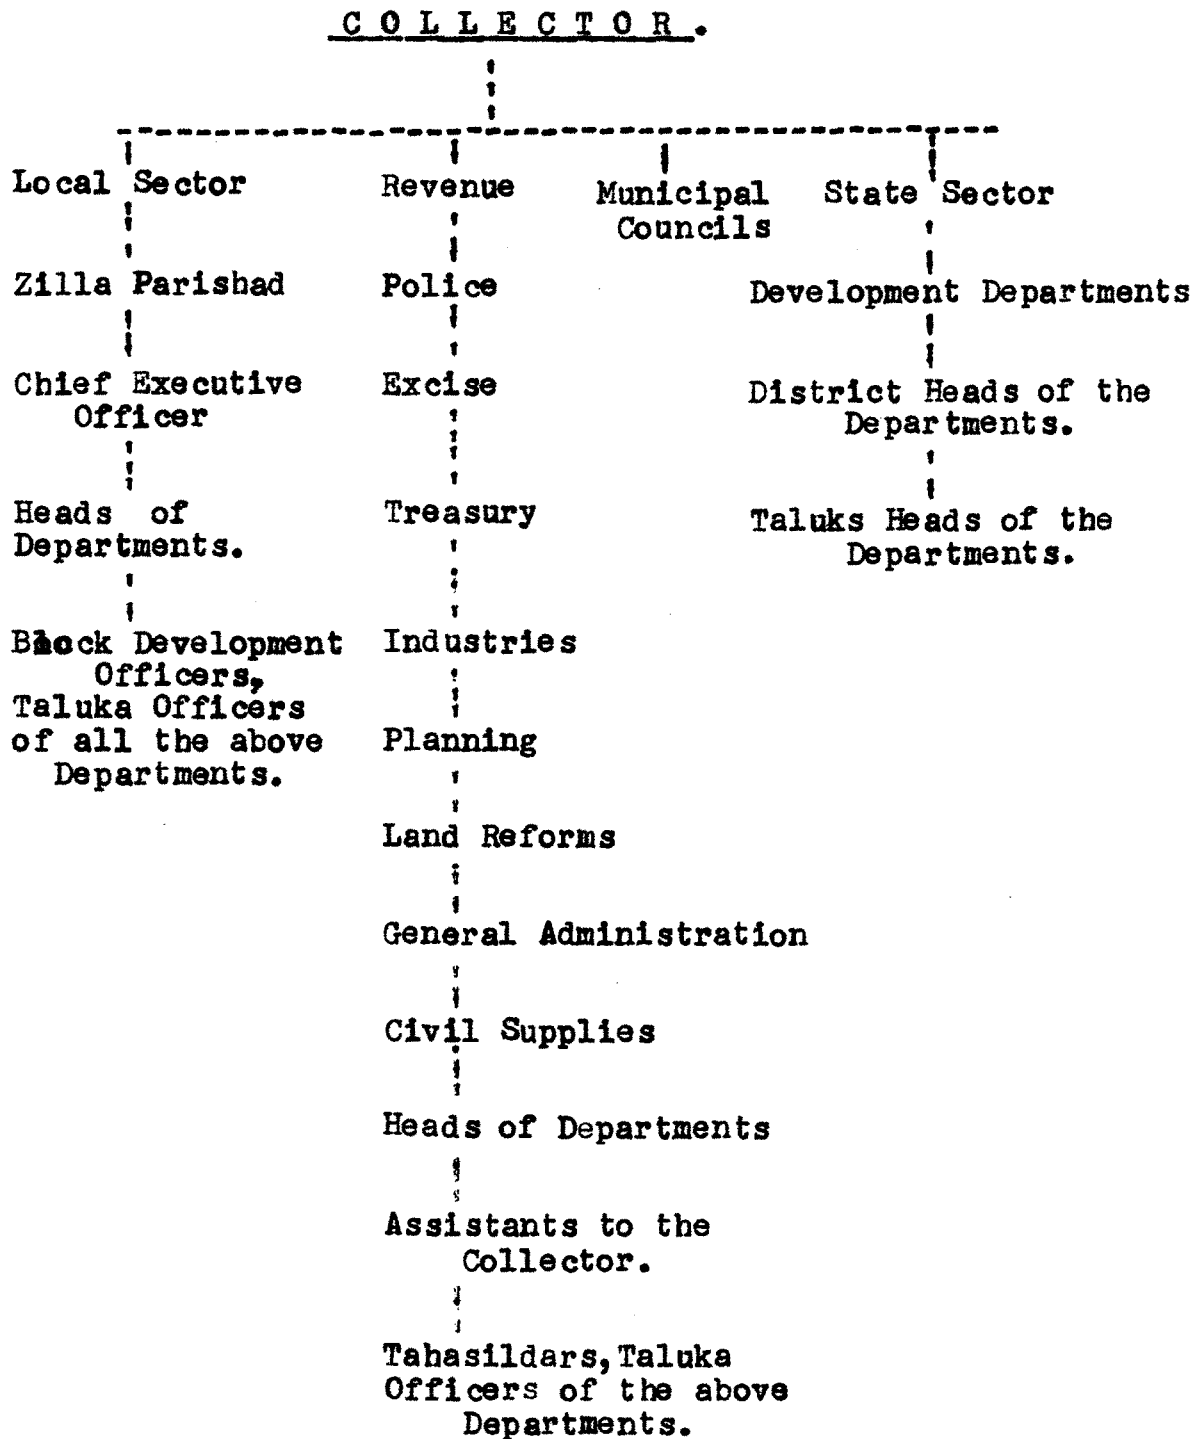 COLLECTOR.
Local Sector
Revenue
Municipal
Councils
State Sector
Zilla Parishad
Police
Development Departments
Chief Executive
Officer
Excise
District Heads of the
Departments.
Heads of
Departments.
Treasury
Taluks Heads of the
Departments.
Block Development
Officers,
Taluka Officers
of all the above
Departments.
Industries
Planning
Land Reforms
General Administration
Civil Supplies
Heads of Departments
Assistants to the
Collector.
Tahasildars,Taluka
Officers of the above
Departments.